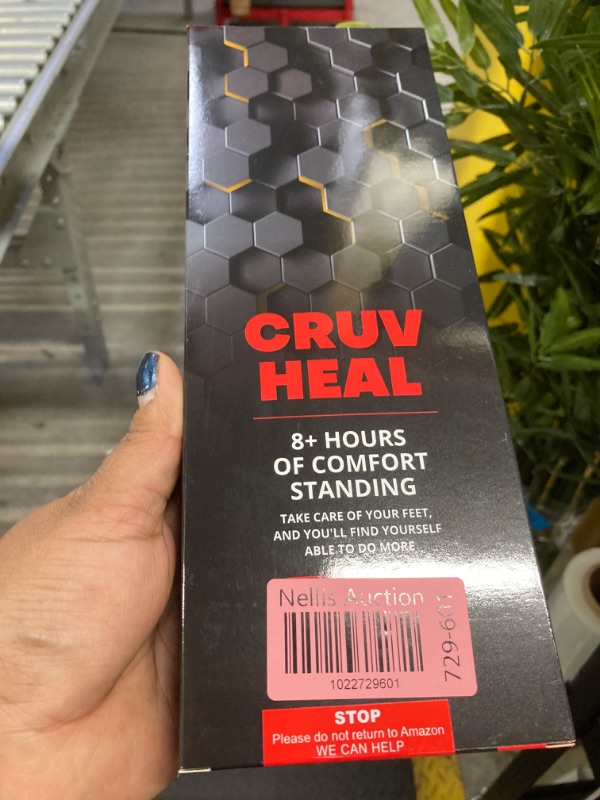 CRUV
HEAL
8+ HOURS
OF COMFORT
STANDING
TAKE CARE OF YOUR FEET,
AND YOU'LL FIND YOURSELF
ABLE TO DO MORE
Nellis Auction
1022729601
729-601
STOP
Please do not return to Amazon
WE CAN HELP